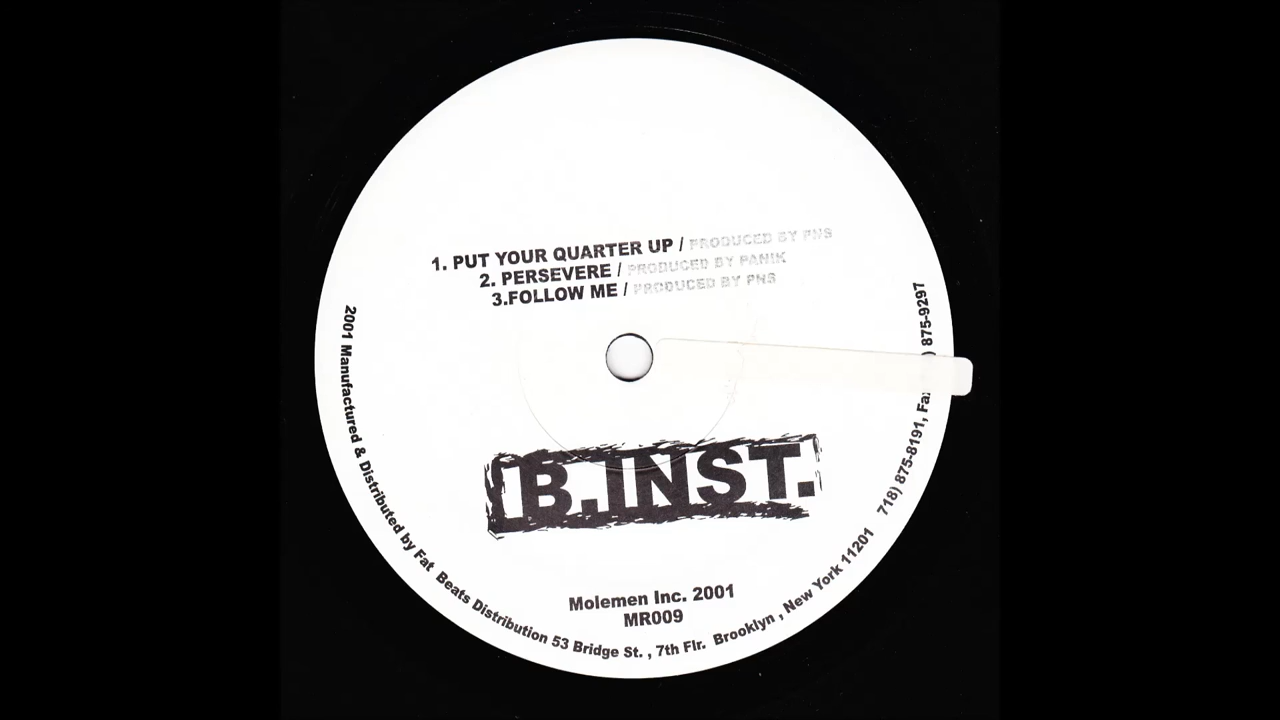 1. PUT YOUR QUARTER UP / PRODUCED BY PNS
2. PERSEVERE / PRODUCED BY PANIK
3.FOLLOW ME / PRODUCED BY PNS
B.INST.
Molemen Inc. 2001
MR009
2001 Manufactured & Distributed by Fat Beats Distribution 53 Bridge St. , 7th Flr. Brooklyn , New York 11201 718) 875-8191, Fa ) 875-9297